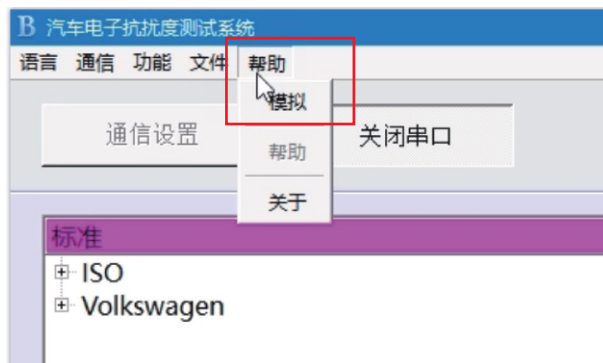 B 汽车电子抗扰度测试系统
语言 通信 功能 文件 帮助
模拟
通信设置
关闭串口
帮助
关于
标准
ISO
Volkswagen